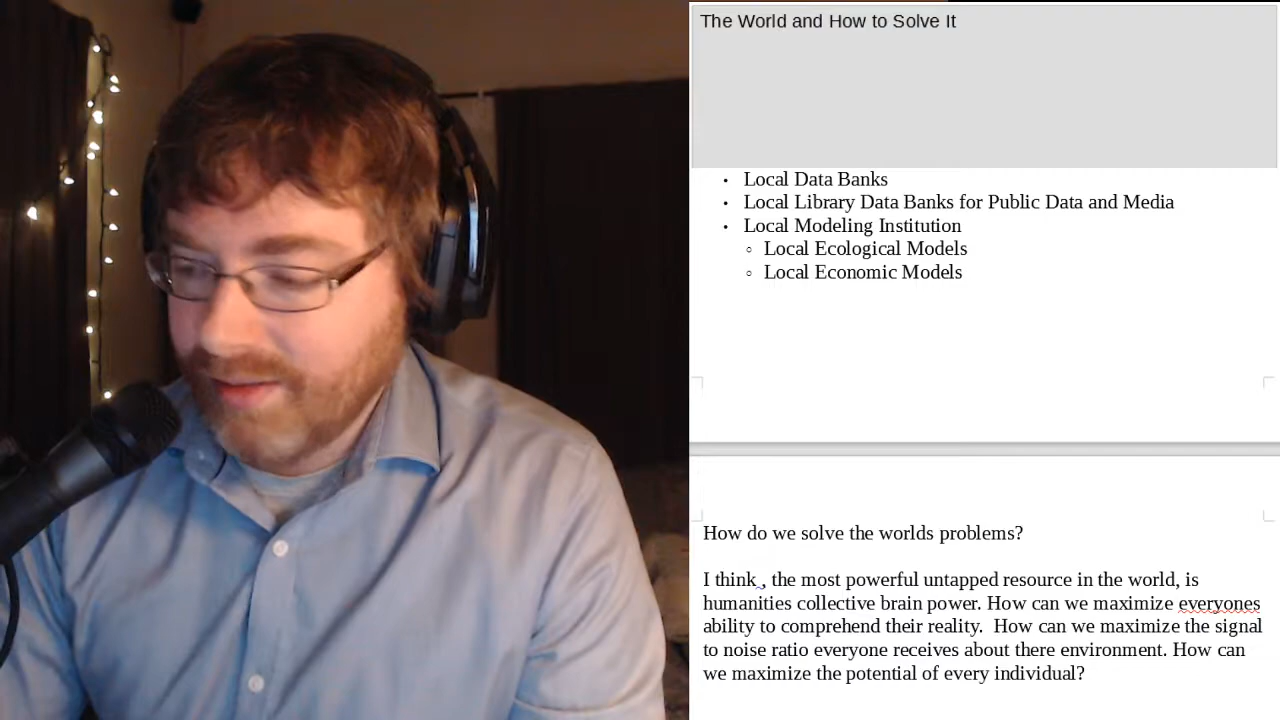 The World and How to Solve It
Local Data Banks
Local Library Data Banks for Public Data and Media
Local Modeling Institution
Local Ecological Models
Local Economic Models
How do we solve the worlds problems?
I think , the most powerful untapped resource in the world, is
humanities collective brain power. How can we maximize everyones
ability to comprehend their reality.  How can we maximize the signal
to noise ratio everyone receives about there environment. How can
we maximize the potential of every individual?